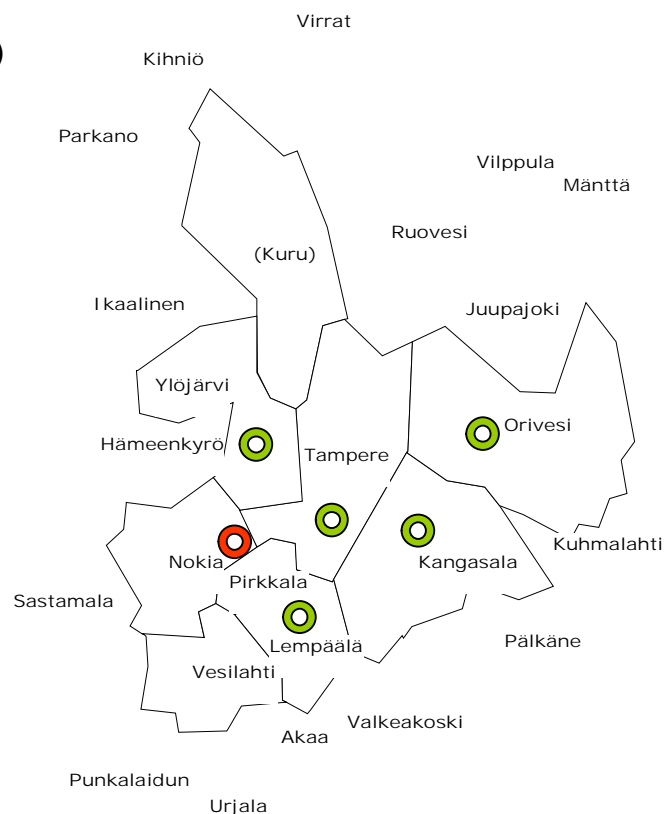 Virrat
)
Kihniö
Parkano
Vilppula
Mänttä
Ruovesi
(Kuru)
Ikaalinen
Juupajoki
Ylöjärvi
Orivesi
Hämeenkyrö
Tampere
Kuhmalahti
Nokia
Kangasala
Pirkkala
Sastamala
Pälkäne
Lempäälä
Vesilahti
Valkeakoski
Akaa
Punkalaidun
Urjala